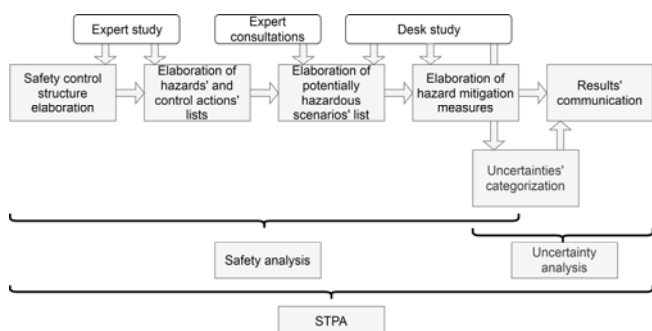 Expert study
Expert
consultations
Desk study
Safety control
structure
elaboration
Elaboration of
hazards' and
control actions'
lists
Elaboration of
potentially
hazardous
scenarios' list
Elaboration of
hazard mitigation
measures
Results'
communication
Uncertainties'
categorization
Safety analysis
Uncertainty
analysis
STPA